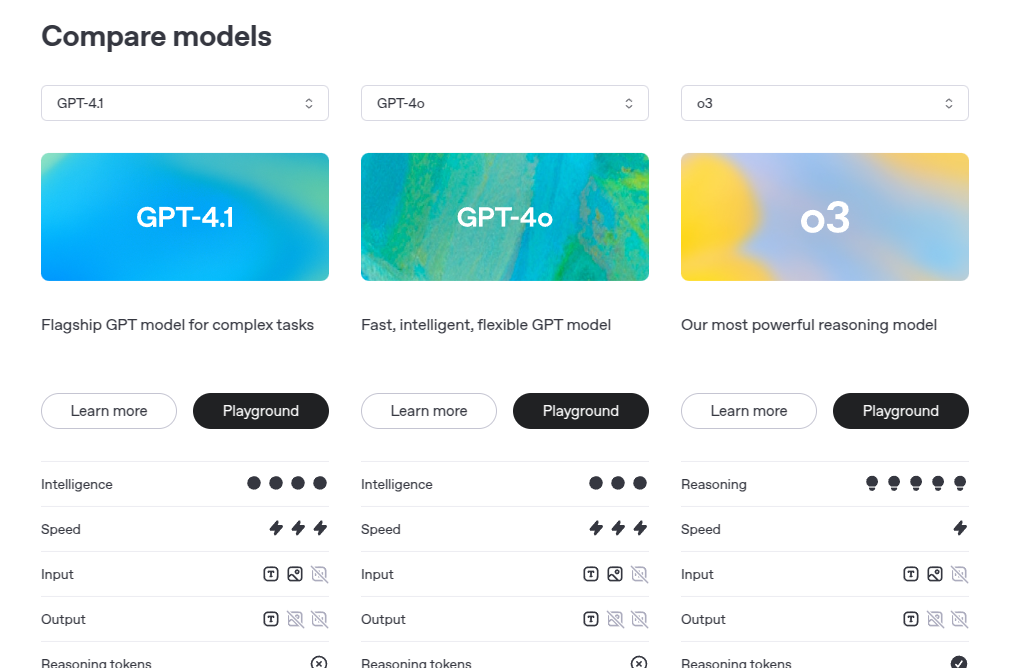 Compare models
GPT-4.1 GPT-4o o3
GPT-4.1 GPT-4o o3
Flagship GPT model for complex tasks Fast, intelligent, flexible GPT model Our most powerful reasoning model
Learn more Playground Learn more Playground Learn more Playground
Intelligence Intelligence Reasoning
Speed Speed Speed
Input T Input T Input T
Output T Output T Output T
Reasoning tokens Reasoning tokens Reasoning tokens